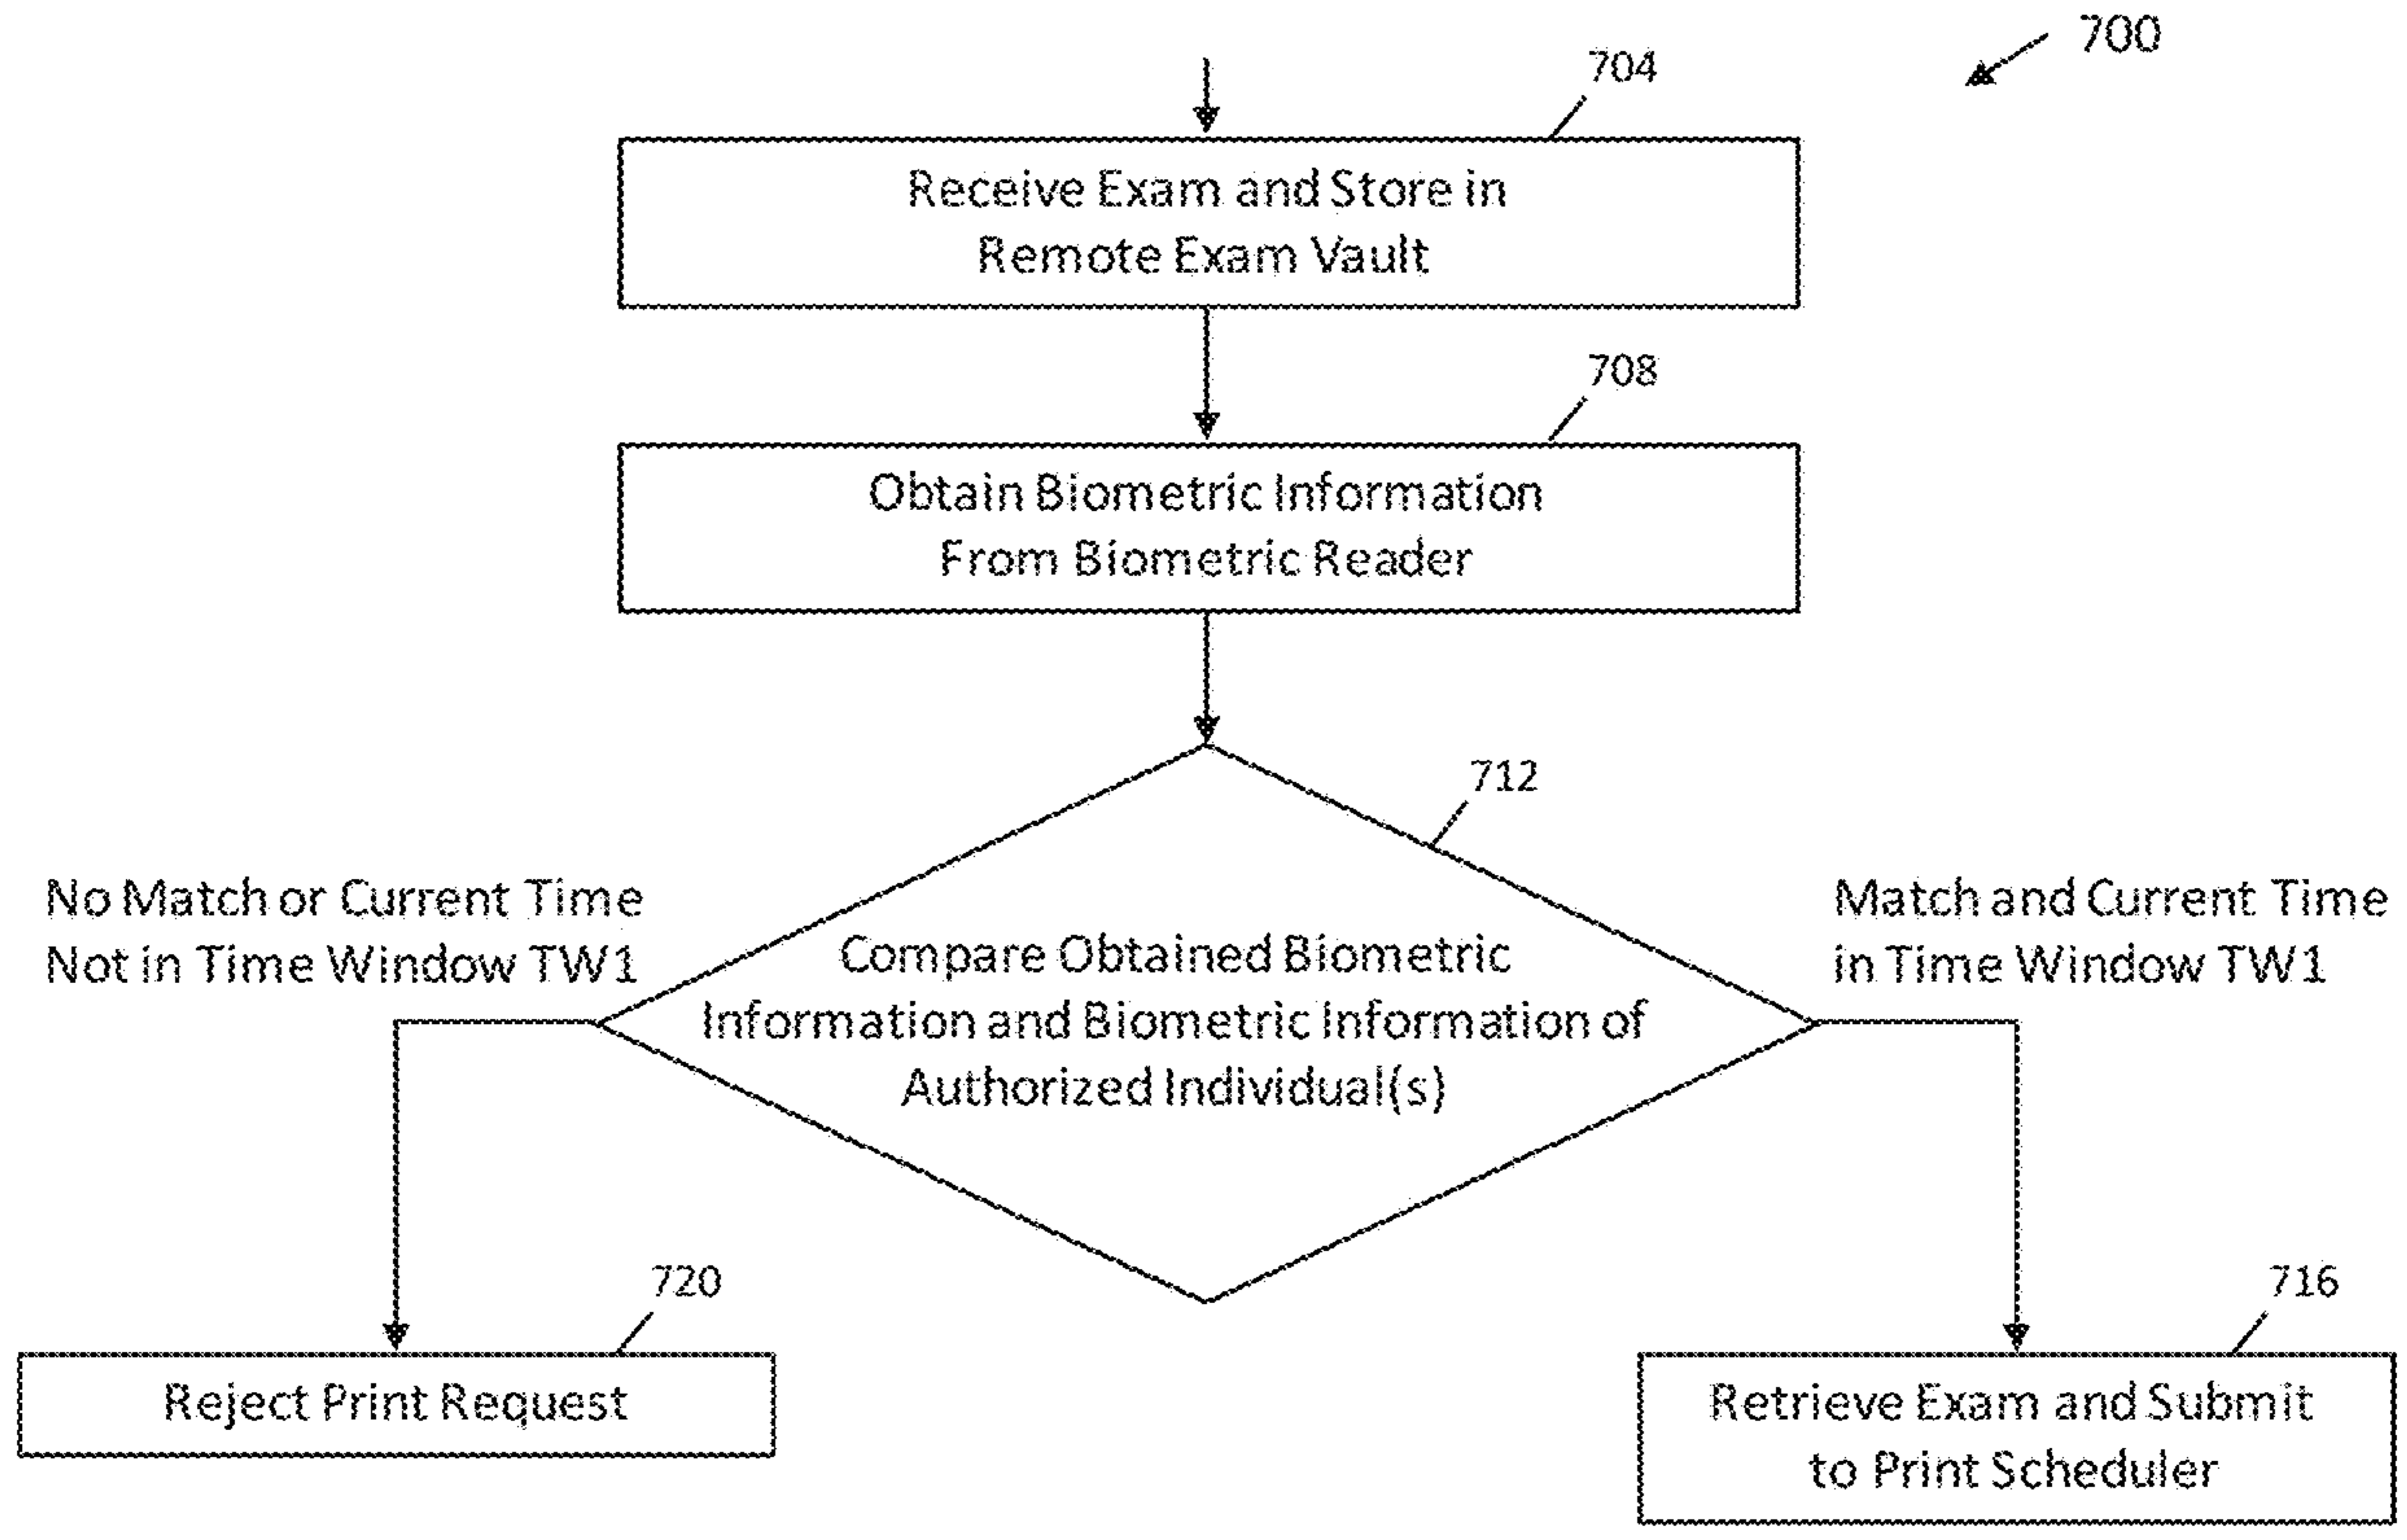 700
704
Receive Exam and Store in
Remote Exam Vault
708
Obtain Biometric Information
From Biometric Reader
712
No Match or Current Time
Not in Time Window TW1
Match and Current Time
in Time Window TW1
Compare Obtained Biometric
Information and Biometric Information of
Authorized Individual(s)
720
Reject Print Request
716
Retrieve Exam and Submit
to Print Scheduler